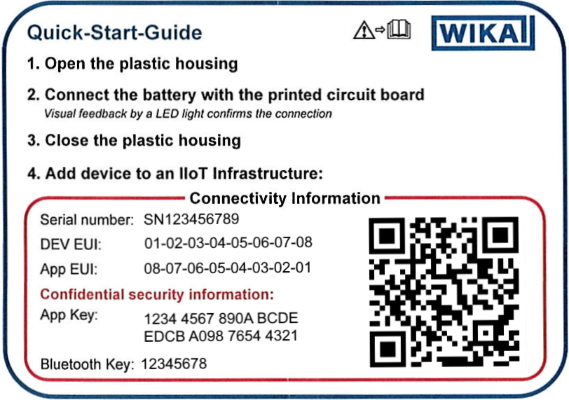 Quick-Start-Guide
WIKA
1. Open the plastic housing
2. Connect the battery with the printed circuit board
Visual feedback by a LED light confirms the connection
3. Close the plastic housing
4. Add device to an IIoT Infrastructure:
Connectivity Information
Serial number: SN123456789
DEV EUI: 01-02-03-04-05-06-07-08
App EUI: 08-07-06-05-04-03-02-01
Confidential security information:
App Key: 1234 4567 890A BCDE
EDCB A098 7654 4321
Bluetooth Key: 12345678